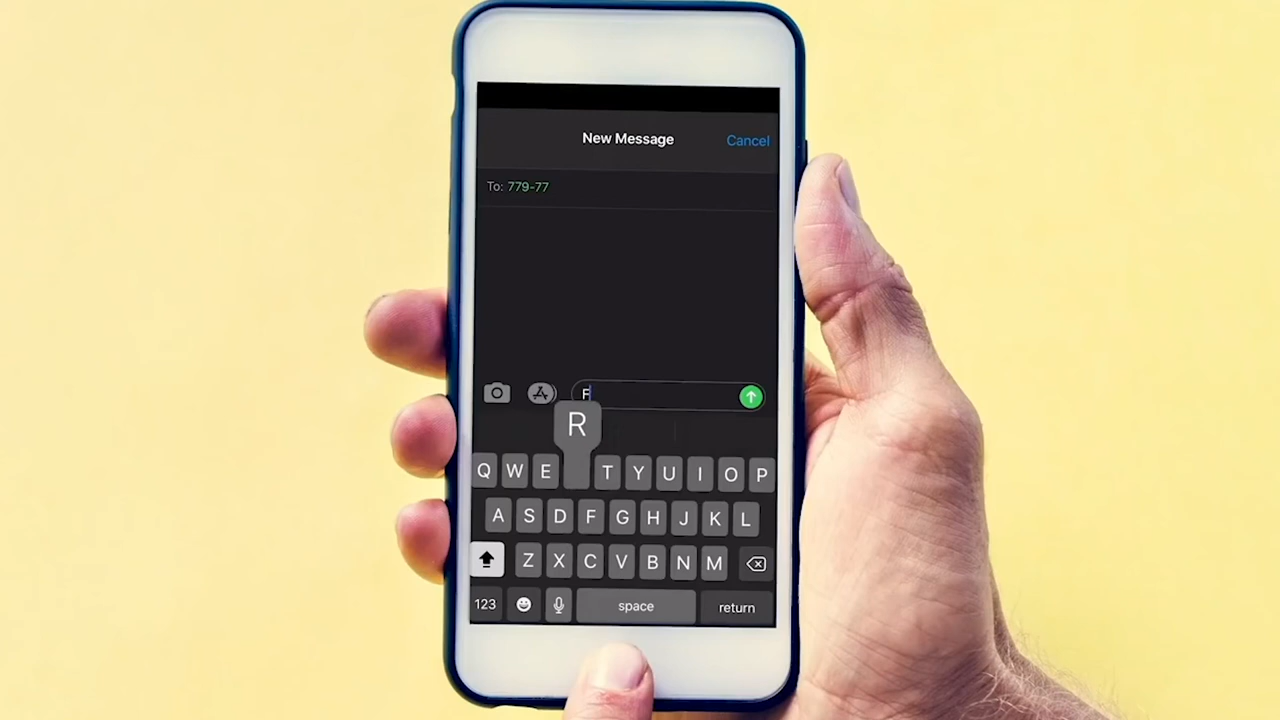 New Message
Cancel
To: 779-77
F
R
Q W E T Y U I O P
A S D F G H J K L
Z X C V B N M
123 space return